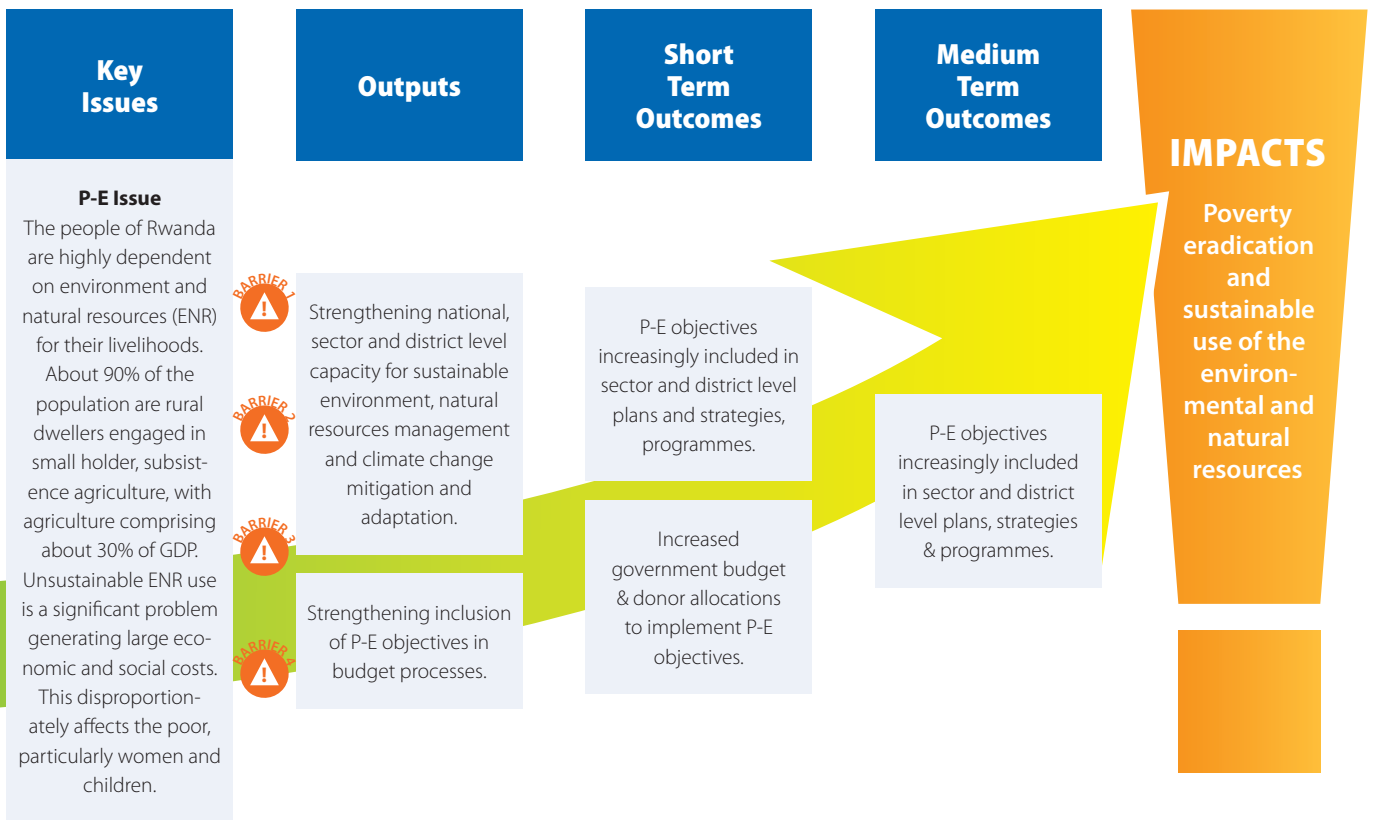 Key
Issues
P-E Issue
The people of Rwanda
are highly dependent
on environment and
natural resources (ENR)
for their livelihoods.
About 90% of the
population are rural
dwellers engaged in
small holder, subsist-
ence agriculture, with
agriculture comprising
about 30% of GDP.
Unsustainable ENR use
is a significant problem
generating large eco-
nomic and social costs.
This disproportion-
ately affects the poor,
particularly women and
children.
BARRIER 1
BARRIER 2
BARRIER 3
BARRIER 4
Outputs
Strengthening national,
sector and district level
capacity for sustainable
environment, natural
resources management
and climate change
mitigation and
adaptation.
Strengthening inclusion
of P-E objectives in
budget processes.
Short
Term
Outcomes
P-E objectives
increasingly included in
sector and district level
plans and strategies,
programmes.
Increased
government budget
& donor allocations
to implement P-E
objectives.
Medium
Term
Outcomes
P-E objectives
increasingly included
in sector and district
level plans, strategies
& programmes.
IMPACTS
Poverty
eradication
and
sustainable
use of the
environ-
mental and
natural
resources